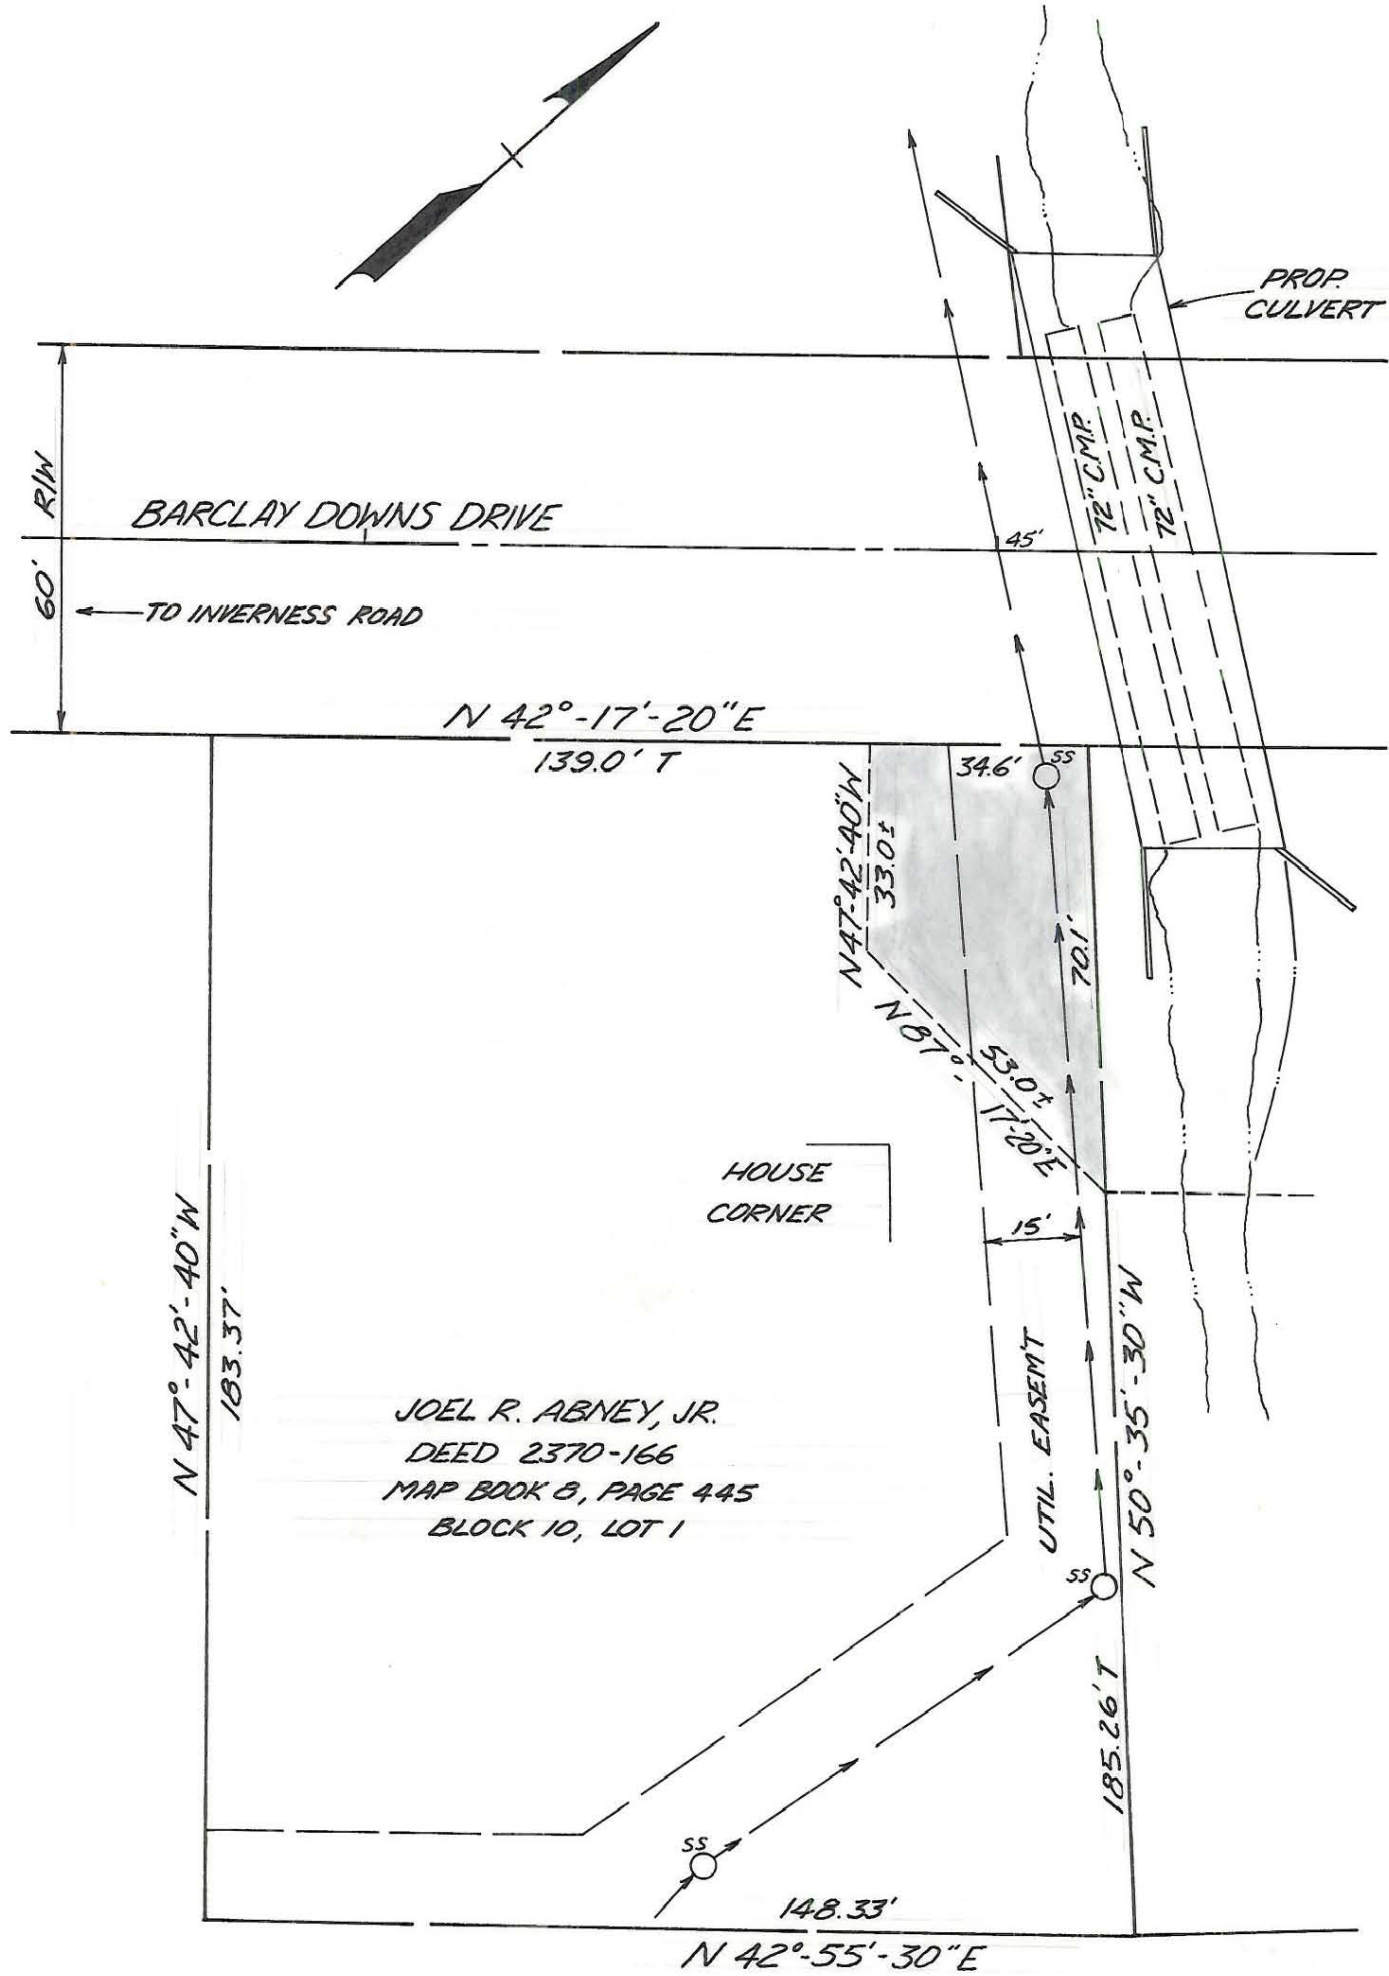 PROP.
CULVERT
60' R/W
BARCLAY DOWNS DRIVE
72" C.M.P.
72" C.M.P.
45'
TO INVERNESS ROAD
N 42°-17'-20"E
139.0' T
34.6'
SS
N47°-42'-40"W
33.0±
70.1'
N 87°-
17'-20"E
53.0±
HOUSE
CORNER
15'
N 47°-42'-40"W
183.37'
UTIL. EASEM'T
N 50°-35'-30"W
JOEL R. ABNEY, JR.
DEED 2370-166
MAP BOOK 8, PAGE 445
BLOCK 10, LOT 1
SS
185.26' T
SS
148.33'
N 42°-55'-30"E